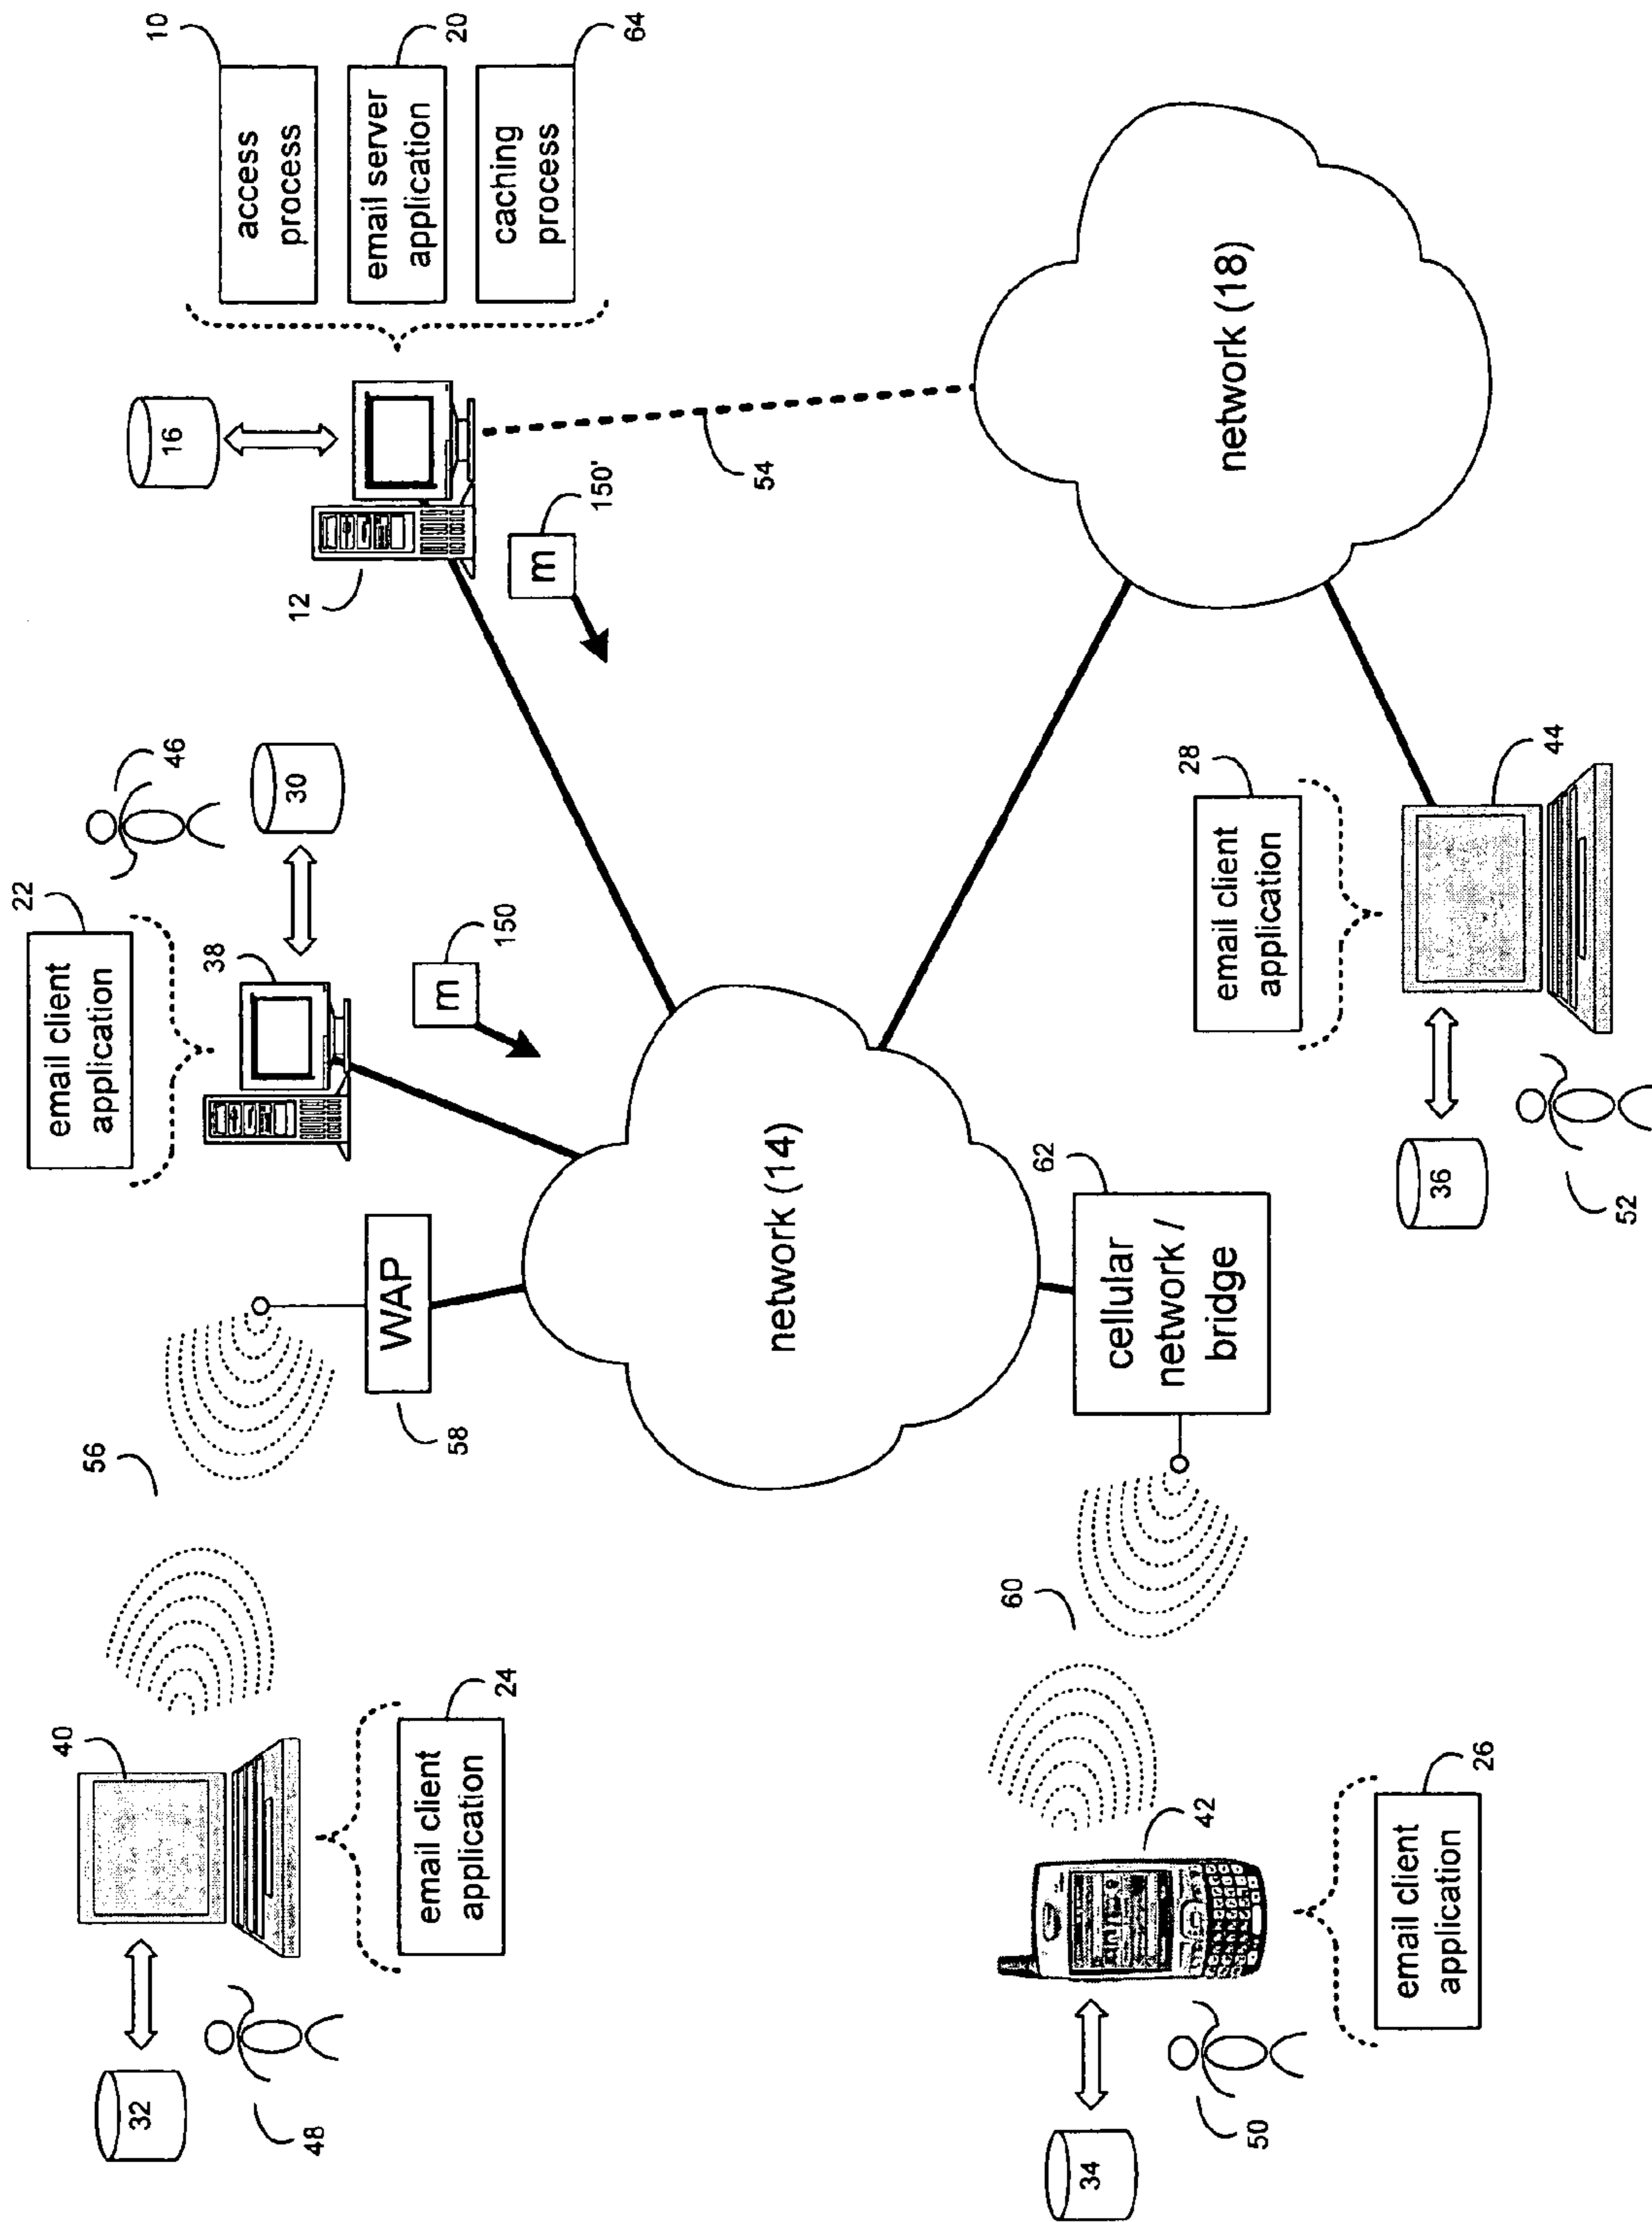 32
40
48
email client
application
24
56
58
WAP
22
email client
application
38
46
30
m
150
12
16
m
150'
10
access
process
20
email server
application
64
caching
process
54
network (14)
network (18)
34
42
50
email client
application
26
60
62
cellular
network /
bridge
28
email client
application
44
36
52